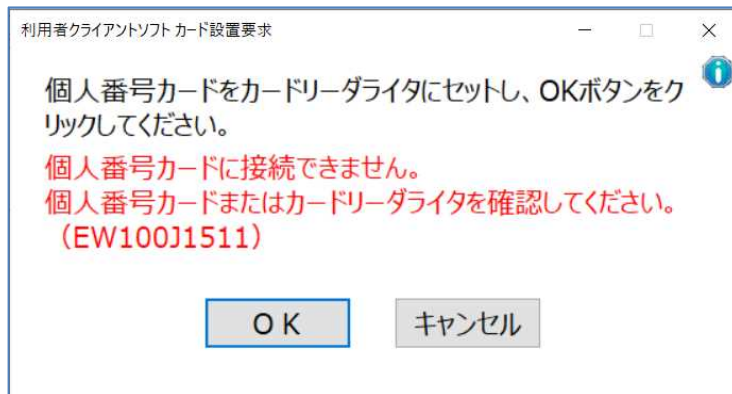 利用者クライアントソフト カード設置要求
個人番号カードをカードリーダライタにセットし、OKボタンをク
リックしてください。
個人番号カードに接続できません。
個人番号カードまたはカードリーダライタを確認してください。
（EW100J1511）
ＯＫ
キャンセル